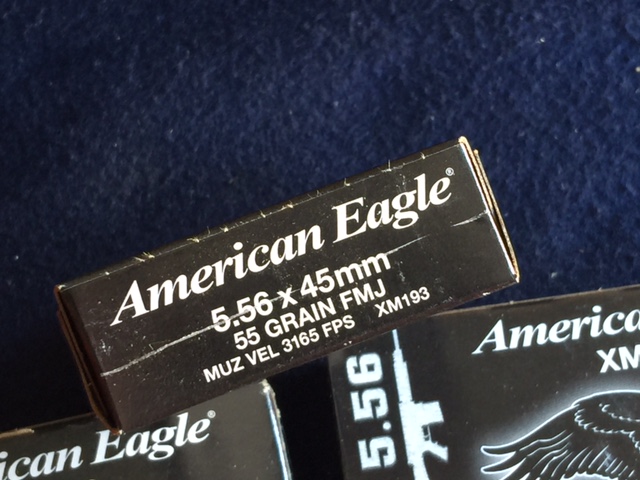 American Eagle®
5.56 x 45mm
55 GRAIN FMJ
MUZ VEL 3165 FPS XM193
ican Eagle®
5.56
America
XM